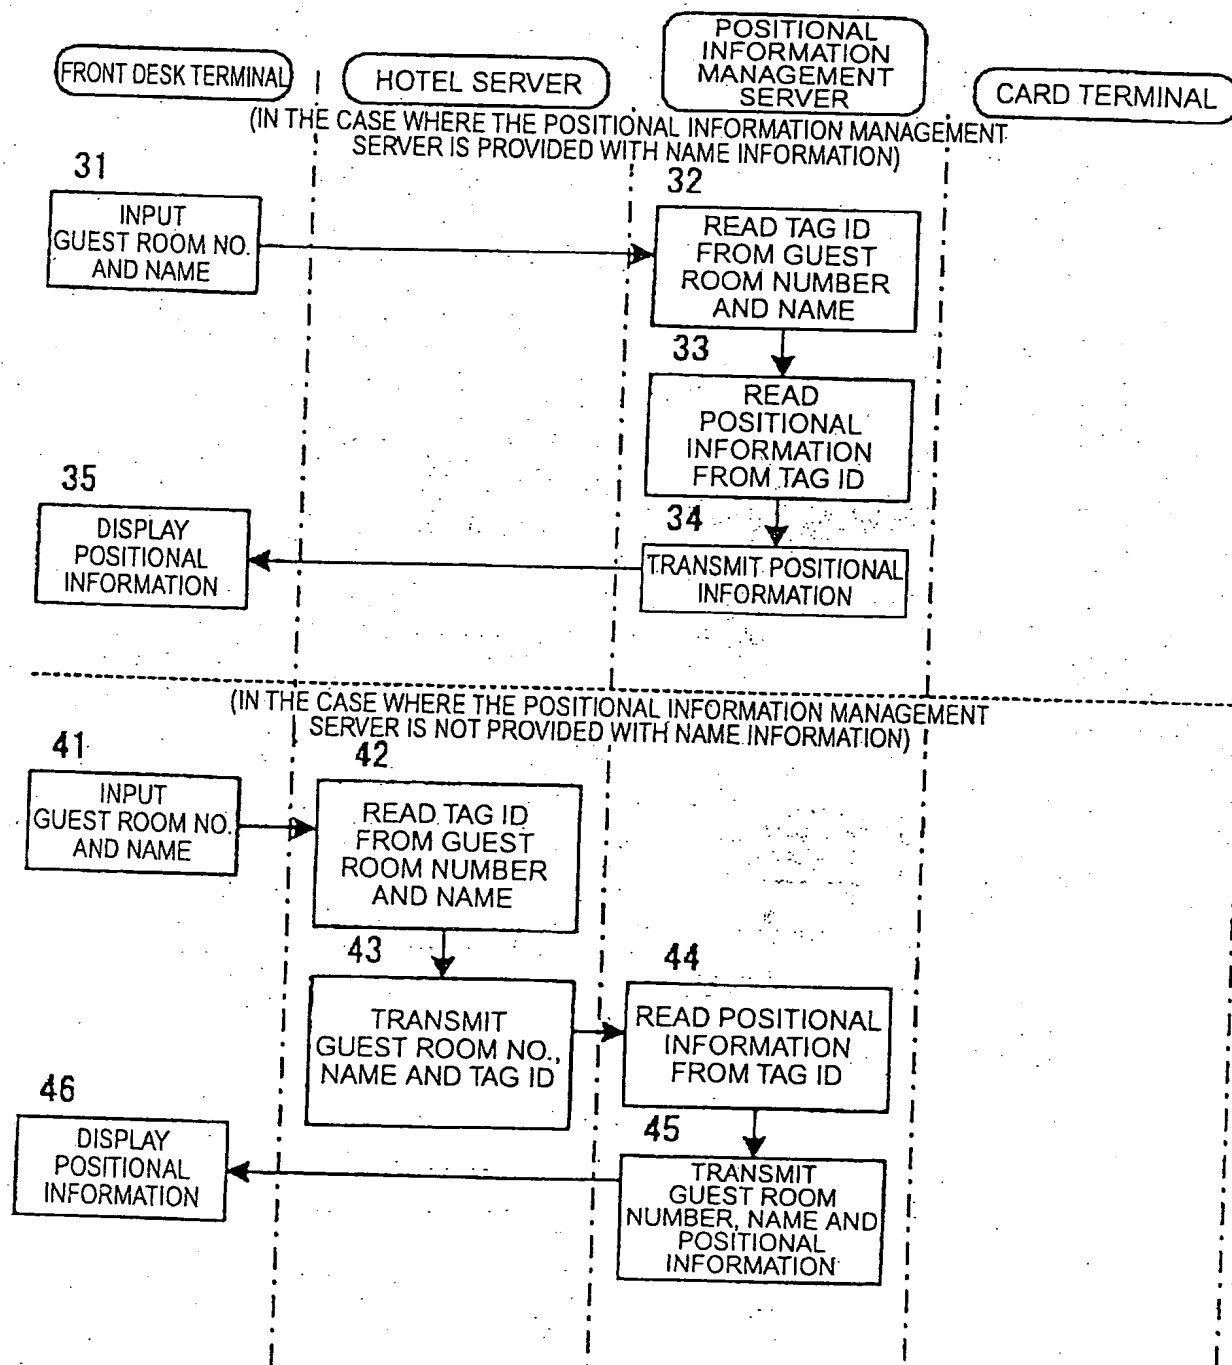 FRONT DESK TERMINAL
HOTEL SERVER
POSITIONAL
INFORMATION
MANAGEMENT
SERVER
CARD TERMINAL
(IN THE CASE WHERE THE POSITIONAL INFORMATION MANAGEMENT
SERVER IS PROVIDED WITH NAME INFORMATION)
31
INPUT
GUEST ROOM NO.
AND NAME
32
READ TAG ID
FROM GUEST
ROOM NUMBER
AND NAME
33
READ
POSITIONAL
INFORMATION
FROM TAG ID
34
TRANSMIT POSITIONAL
INFORMATION
35
DISPLAY
POSITIONAL
INFORMATION
(IN THE CASE WHERE THE POSITIONAL INFORMATION MANAGEMENT
SERVER IS NOT PROVIDED WITH NAME INFORMATION)
41
INPUT
GUEST ROOM NO.
AND NAME
42
READ TAG ID
FROM GUEST
ROOM NUMBER
AND NAME
43
TRANSMIT
GUEST ROOM NO.,
NAME AND TAG ID
44
READ POSITIONAL
INFORMATION
FROM TAG ID
45
TRANSMIT
GUEST ROOM
NUMBER, NAME AND
POSITIONAL
INFORMATION
46
DISPLAY
POSITIONAL
INFORMATION